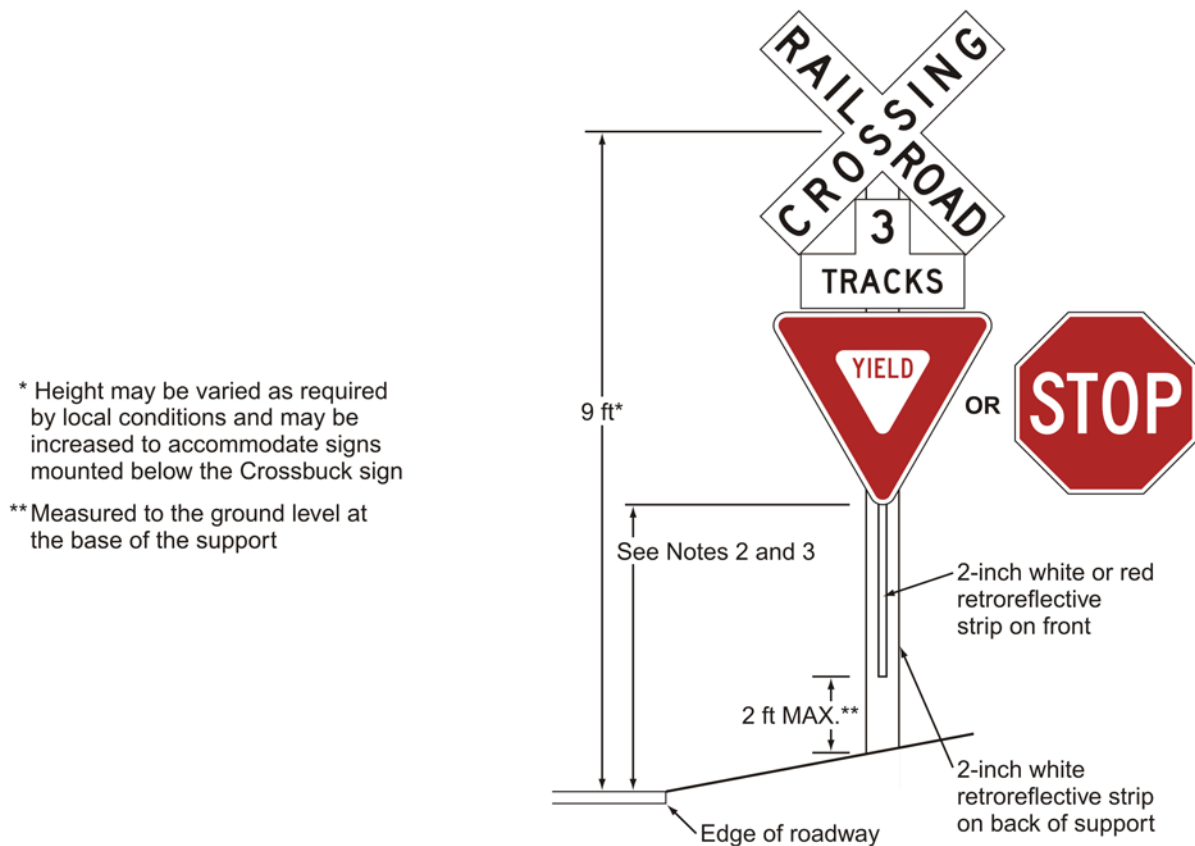 RAILROAD
CROSSING
3
TRACKS
YIELD
OR
STOP
9 ft*
* Height may be varied as required
by local conditions and may be
increased to accommodate signs
mounted below the Crossbuck sign
** Measured to the ground level at
the base of the support
See Notes 2 and 3
2-inch white or red
retroreflective
strip on front
2 ft MAX.**
2-inch white
retroreflective strip
on back of support
Edge of roadway